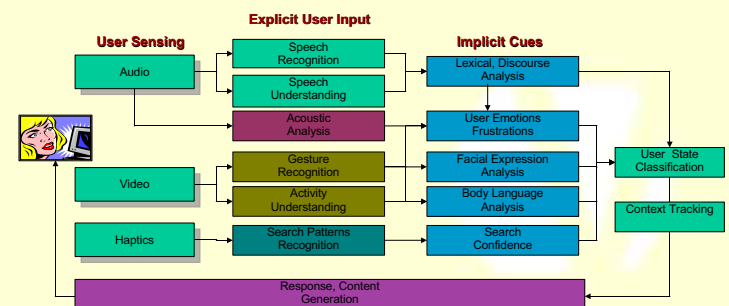 Explicit User Input
User Sensing
Implicit Cues
Audio
Speech
Recognition
Speech
Understanding
Acoustic
Analysis
Lexical, Discourse
Analysis
User Emotions
Frustrations
Video
Gesture
Recognition
Activity
Understanding
Facial Expression
Analysis
Body Language
Analysis
User State
Classification
Context Tracking
Haptics
Search Patterns
Recognition
Search
Confidence
Response, Content
Generation